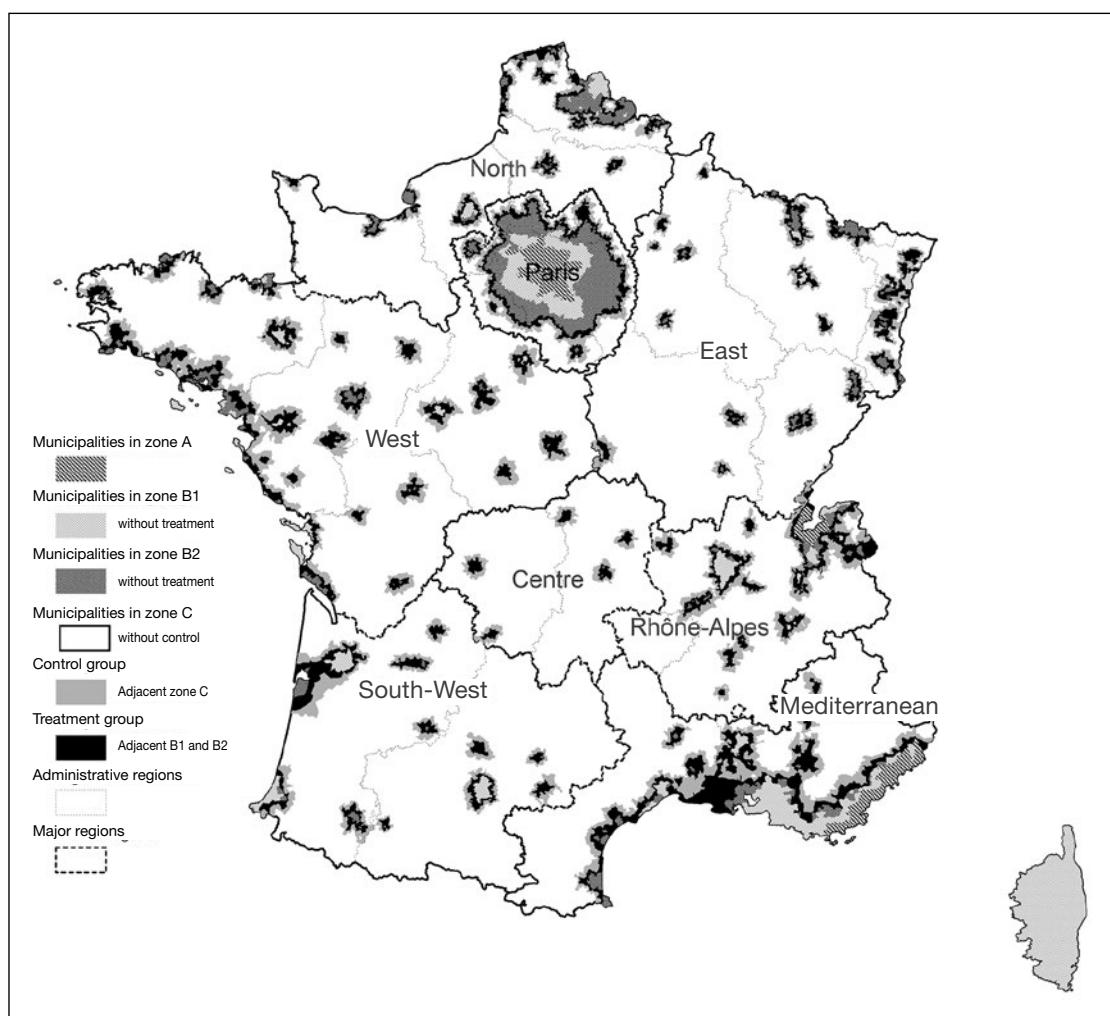 North
Paris
East
West
Municipalities in zone A
Municipalities in zone B1
without treatment
Municipalities in zone B2
without treatment
Municipalities in zone C
without control
Control group
Adjacent zone C
Treatment group
Adjacent B1 and B2
Administrative regions
Major regions
Centre
Rhône-Alpes
South-West
Mediterranean